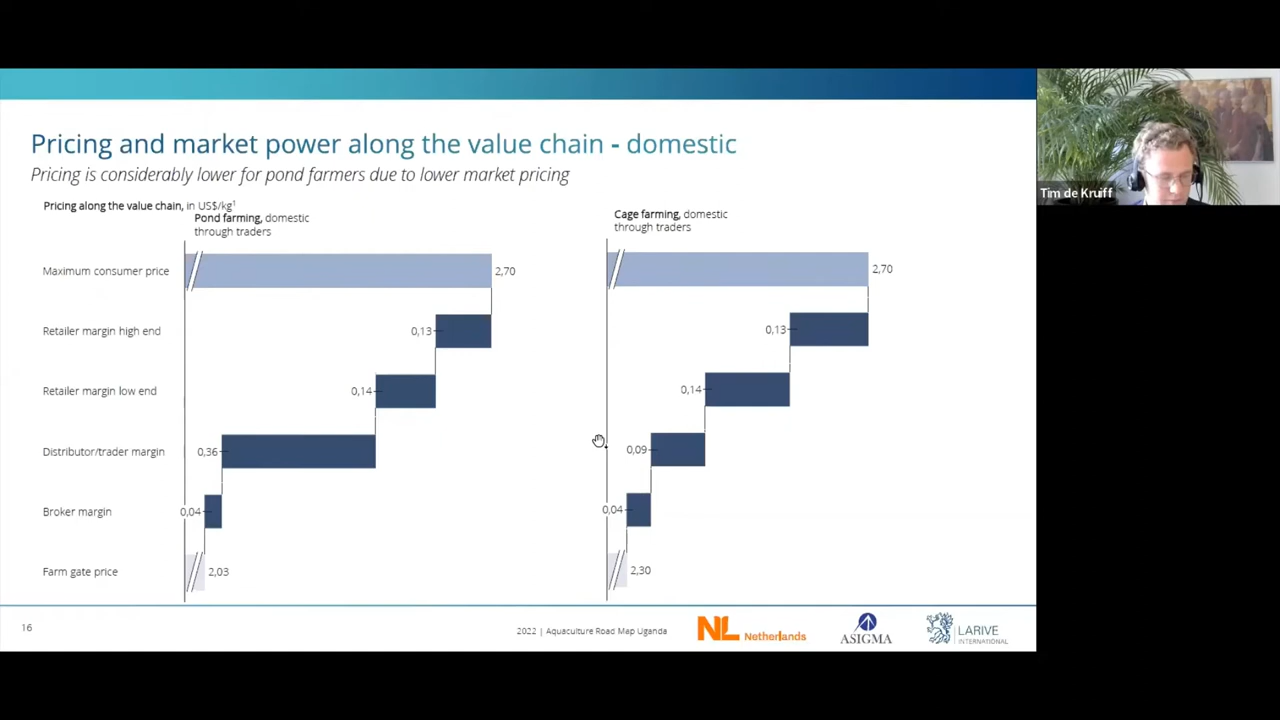 Pricing and market power along the value chain - domestic
Pricing is considerably lower for pond farmers due to lower market pricing
Pricing along the value chain, in US$/kg¹
Pond farming, domestic
through traders
Cage farming, domestic
through traders
Maximum consumer price
2,70
2,70
Retailer margin high end
0,13
0,13
Retailer margin low end
0,14
0,14
Distributor/trader margin
0,36
0,09
Broker margin
0,04
0,04
Farm gate price
2,03
2,30
16
2022 | Aquaculture Road Map Uganda
NL Netherlands
ASIGMA
LARIVE
INTERNATIONAL
Tim de Kruiff